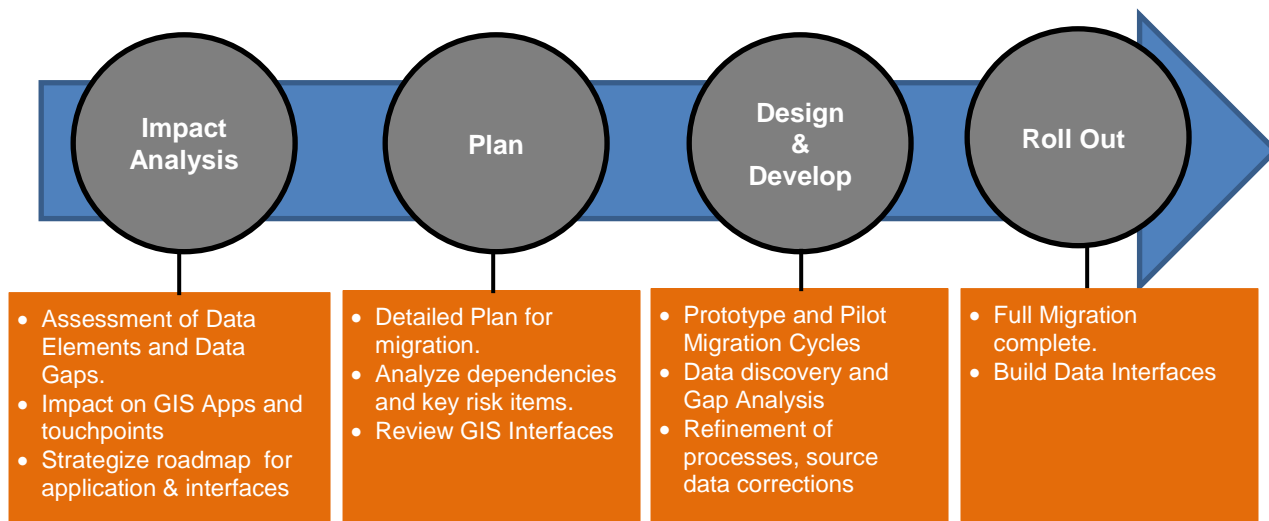 Impact
Analysis
Plan
Design
&
Develop
Roll Out
• Assessment of Data
Elements and Data
Gaps.
• Impact on GIS Apps and
touchpoints
• Strategize roadmap  for
application & interfaces
• Detailed Plan for
migration.
• Analyze dependencies
and key risk items.
• Review GIS Interfaces
• Prototype and Pilot
Migration Cycles
• Data discovery and
Gap Analysis
• Refinement of
processes, source
data corrections
• Full Migration
complete.
• Build Data Interfaces